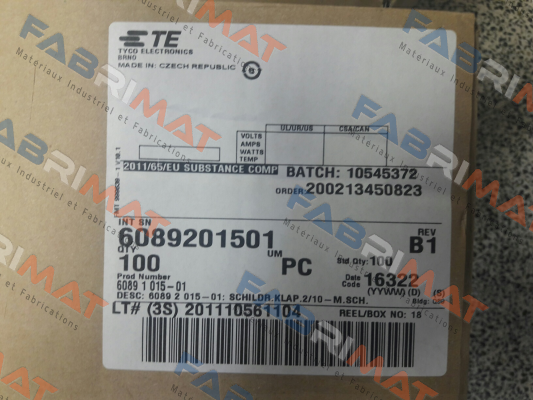 TE
TYCO ELECTRONICS
BRNO
MADE IN: CZECH REPUBLIC
UL/UR/US CSA/CAN
VOLTS
AMPS
WATTS
TEMP
2011/65/EU SUBSTANCE COMP
BATCH: 10545372
ORDER: 200213450823
INT SN
6089201501
REV
B1
QTY
100
UM
PC
Std Qty: 100
Date Code 16322
(YYWW) (D) (S)
Prod Number
6089 1 015-01
DESC: 6089 2 015-01: SCHILDR.KLAP.2/10-M.SCH.
Bldg:
LT# (3S) 201110561104
REEL/BOX NO: 18
FABRIMAT
Materiaux Industriel et Fabrications